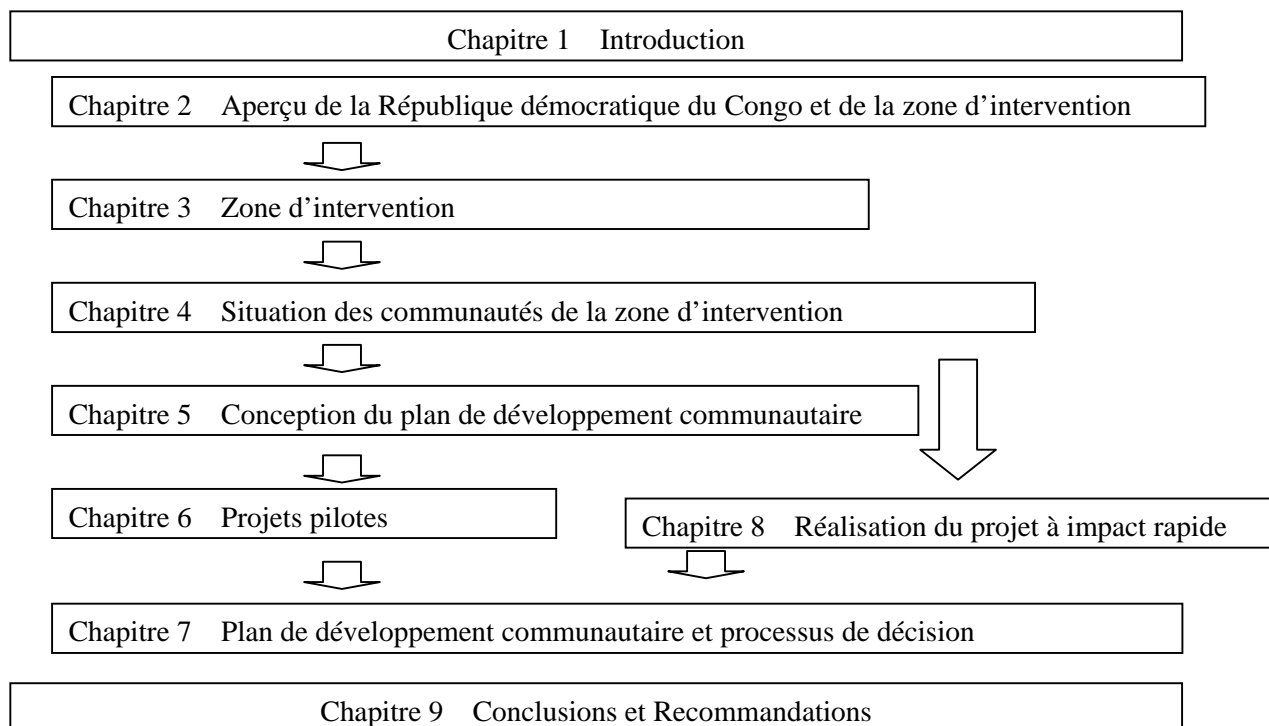 Chapitre 1 Introduction
Chapitre 2 Aperçu de la République démocratique du Congo et de la zone d’intervention
Chapitre 3 Zone d’intervention
Chapitre 4 Situation des communautés de la zone d’intervention
Chapitre 5 Conception du plan de développement communautaire
Chapitre 6 Projets pilotes
Chapitre 8 Réalisation du projet à impact rapide
Chapitre 7 Plan de développement communautaire et processus de décision
Chapitre 9 Conclusions et Recommandations